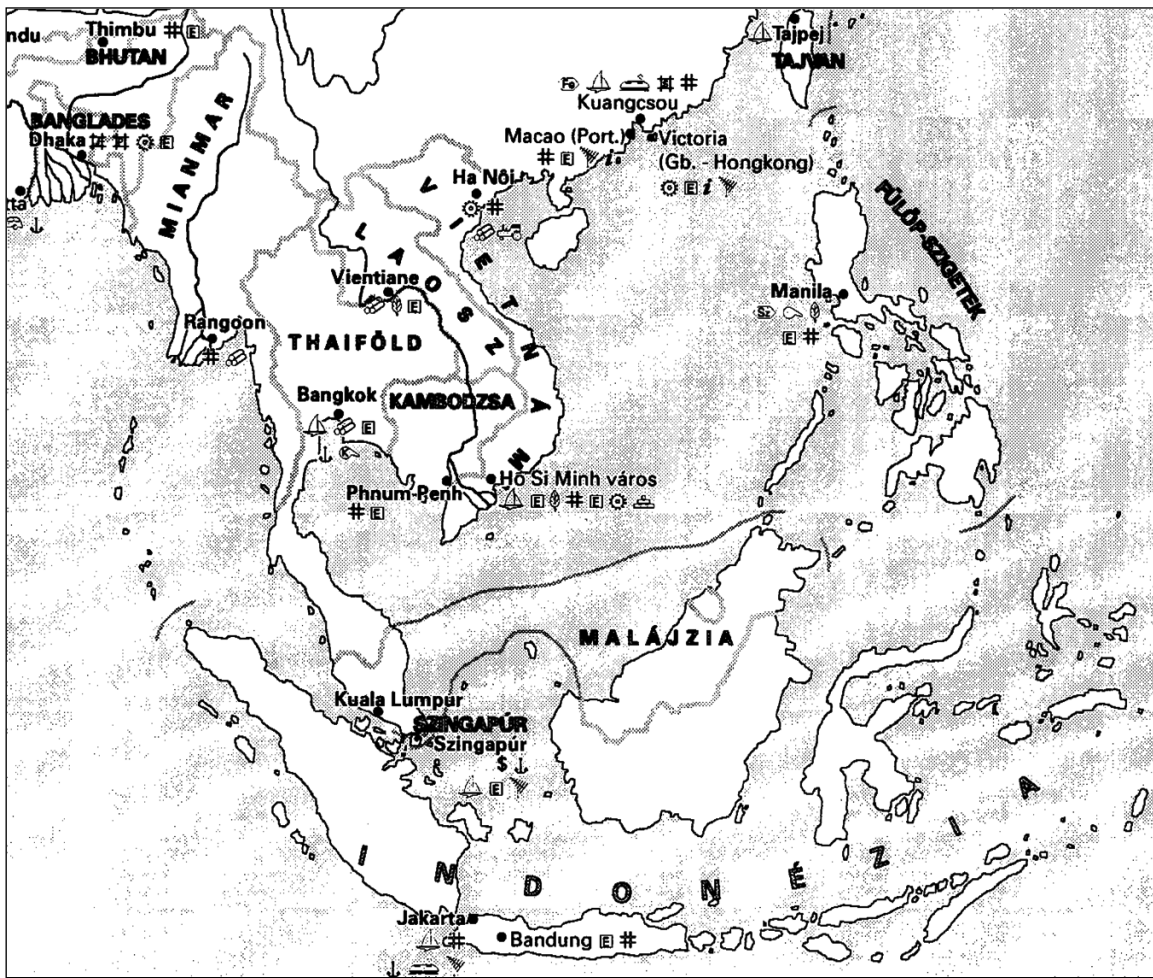 ndu
Thimbu
BHUTAN
Tajpej
TAJVAN
Kuangcsou
BANGLADES
Dhaka
MIANMAR
Macao (Port.)
Victoria
(Gb. - Hongkong)
Ha Nôi
VIETNÁM
tta
LAOSZ
FÜLÖP-SZIGETEK
Vientiane
Manila
Rangoon
THAIFÖLD
Bangkok
KAMBODZSA
Phnum-Penh
Hô Si Minh város
MALÁJZIA
Kuala Lumpur
SZINGAPÚR
Szingapúr
INDONÉZIA
Jakarta
Bandung